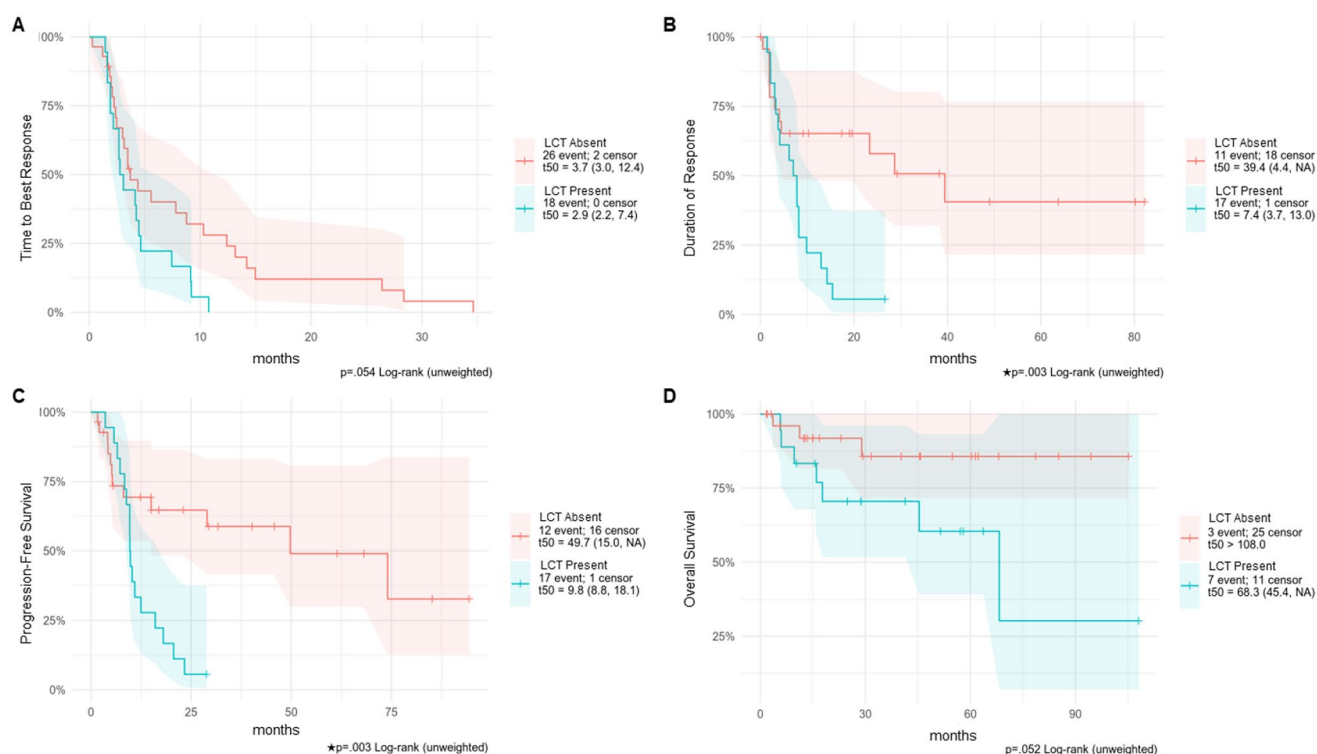 A
100%
75%
50%
25%
0%
Time to Best Response
0
10
20
30
months
LCT Absent
26 event; 2 censor
t50 = 3.7 (3.0, 12.4)
LCT Present
18 event; 0 censor
t50 = 2.9 (2.2, 7.4)
p=.054 Log-rank (unweighted)
B
100%
75%
50%
25%
0%
Duration of Response
0
20
40
60
80
months
LCT Absent
11 event; 18 censor
t50 = 39.4 (4.4, NA)
LCT Present
17 event; 1 censor
t50 = 7.4 (3.7, 13.0)
★p=.003 Log-rank (unweighted)
C
100%
75%
50%
25%
0%
Progression-Free Survival
0
25
50
75
months
LCT Absent
12 event; 16 censor
t50 = 49.7 (15.0, NA)
LCT Present
17 event; 1 censor
t50 = 9.8 (8.8, 18.1)
★p=.003 Log-rank (unweighted)
D
100%
75%
50%
25%
Overall Survival
0
30
60
90
months
LCT Absent
3 event; 25 censor
t50 > 108.0
LCT Present
7 event; 11 censor
t50 = 68.3 (45.4, NA)
p=.052 Log-rank (unweighted)